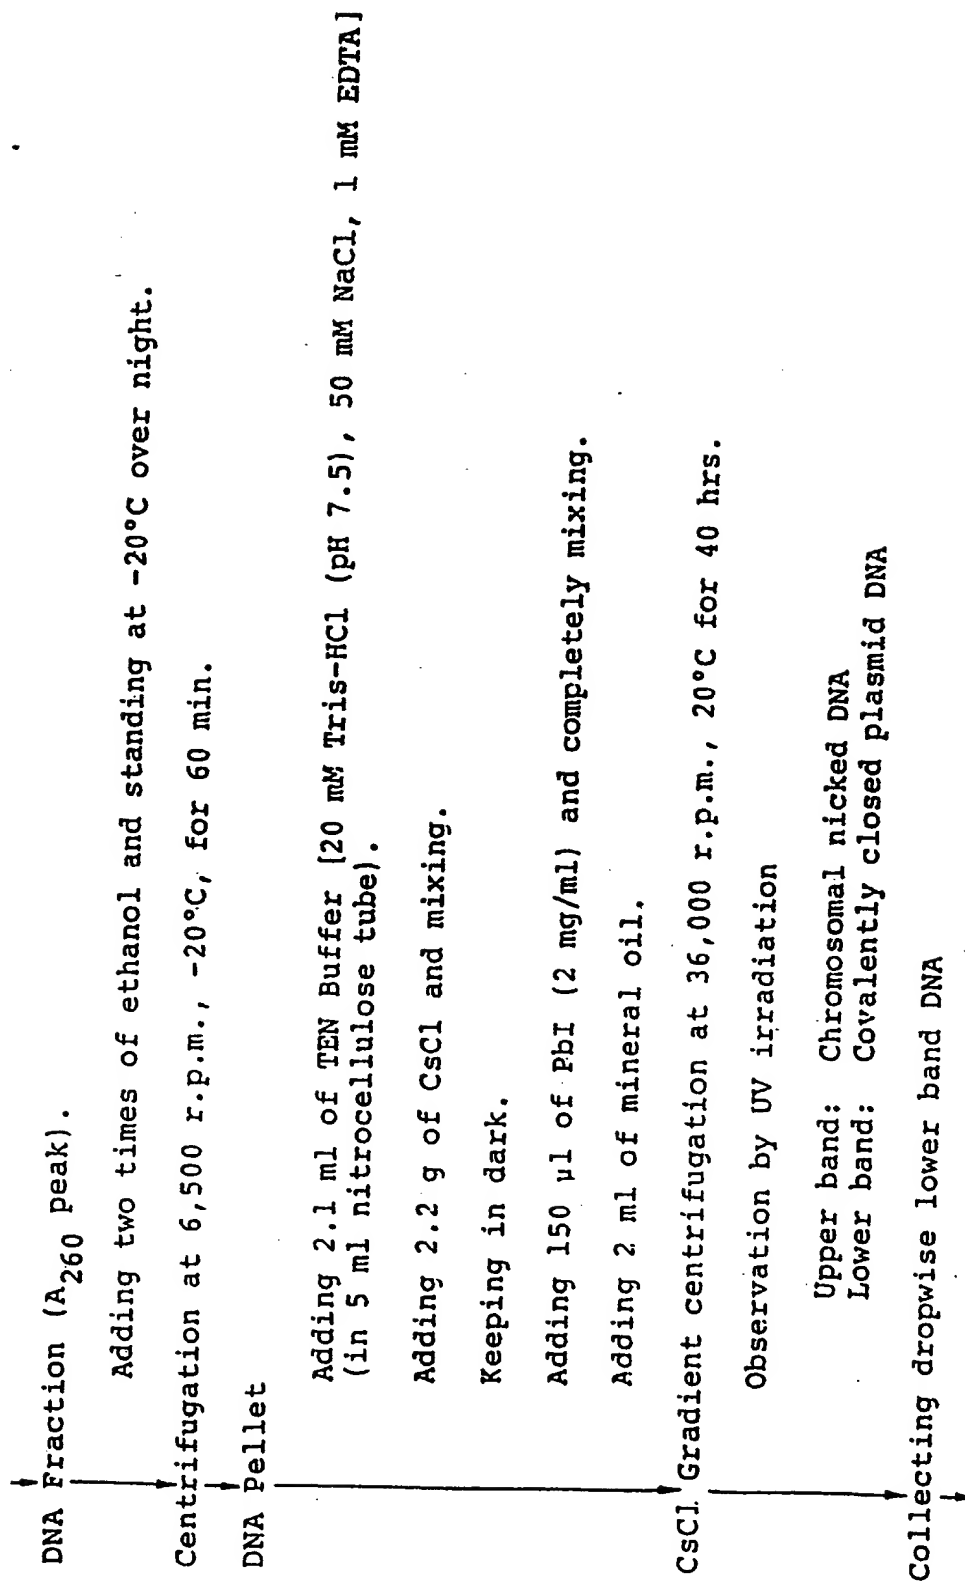 DNA Fraction (A260 peak).
Adding two times of ethanol and standing at -20°C over night.
Centrifugation at 6,500 r.p.m., -20°C, for 60 min.
DNA Pellet
Adding 2.1 ml of TEN Buffer [20 mM Tris-HCl (pH 7.5), 50 mM NaCl, 1 mM EDTA]
(in 5 ml nitrocellulose tube).
Adding 2.2 g of CsCl and mixing.
Keeping in dark.
Adding 150 µl of PbI (2 mg/ml) and completely mixing.
Adding 2 ml of mineral oil.
CsCl Gradient centrifugation at 36,000 r.p.m., 20°C for 40 hrs.
Observation by UV irradiation
Upper band: Chromosomal nicked DNA
Lower band: Covalently closed plasmid DNA
Collecting dropwise lower band DNA